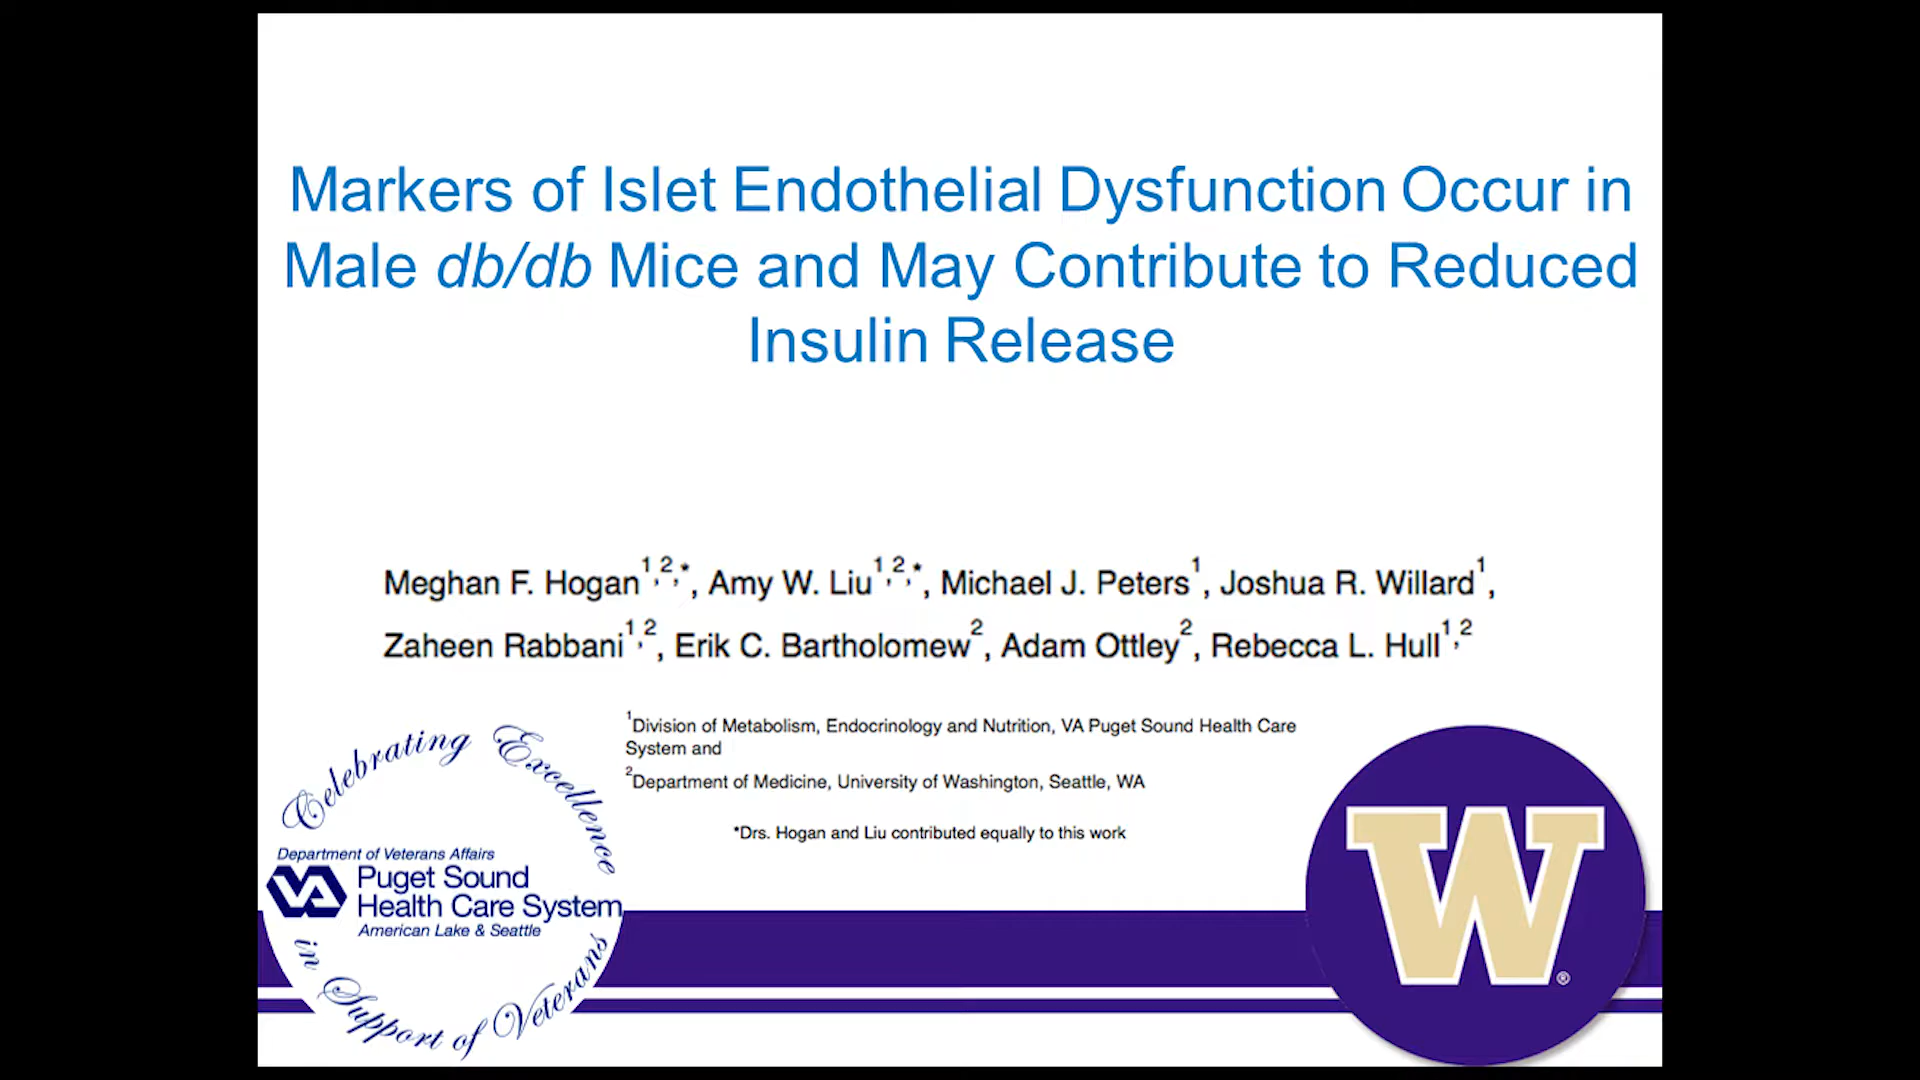 Markers of Islet Endothelial Dysfunction Occur in
Male db/db Mice and May Contribute to Reduced
Insulin Release
Meghan F. Hogan1,2,*, Amy W. Liu1,2,*, Michael J. Peters1, Joshua R. Willard1,
Zaheen Rabbani1,2, Erik C. Bartholomew2, Adam Ottley2, Rebecca L. Hull1,2
1Division of Metabolism, Endocrinology and Nutrition, VA Puget Sound Health Care
System and
2Department of Medicine, University of Washington, Seattle, WA
*Drs. Hogan and Liu contributed equally to this work
Celebrating Excellence
Department of Veterans Affairs
VA
Puget Sound
Health Care System
American Lake & Seattle
in Support of Veterans
W
®